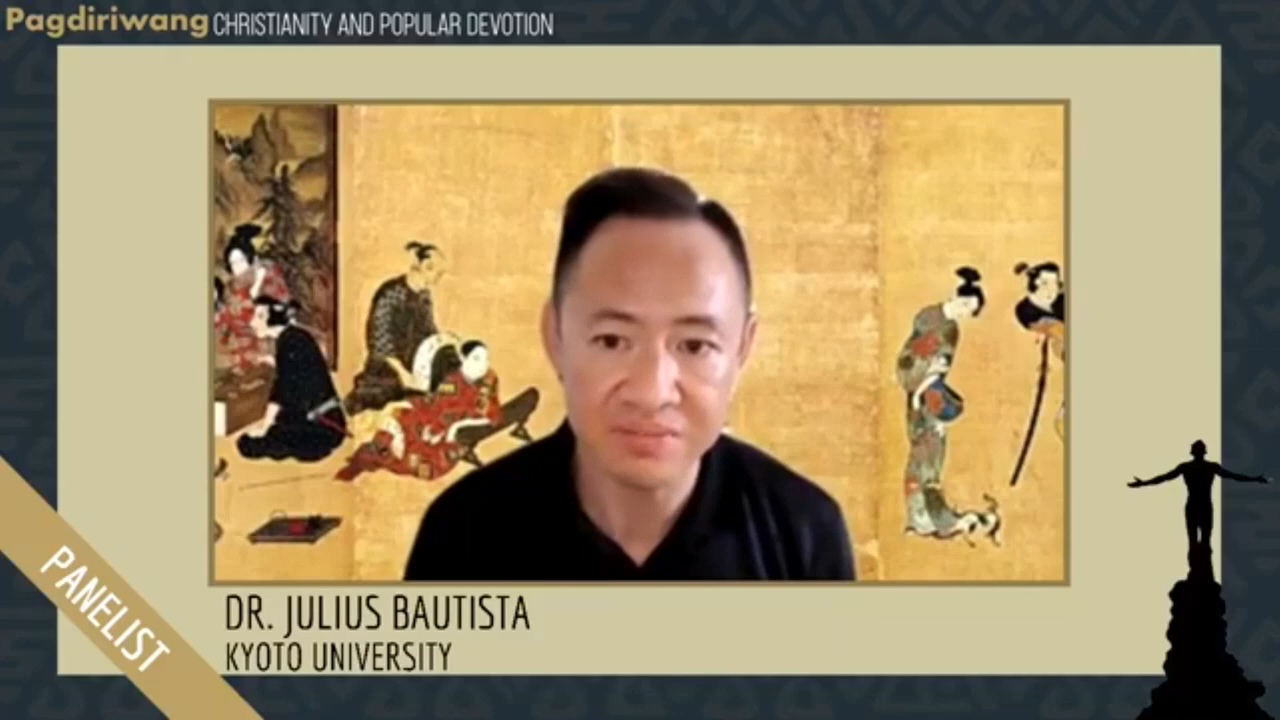 Pagdiriwang CHRISTIANITY AND POPULAR DEVOTION
DR. JULIUS BAUTISTA
KYOTO UNIVERSITY
PANELIST